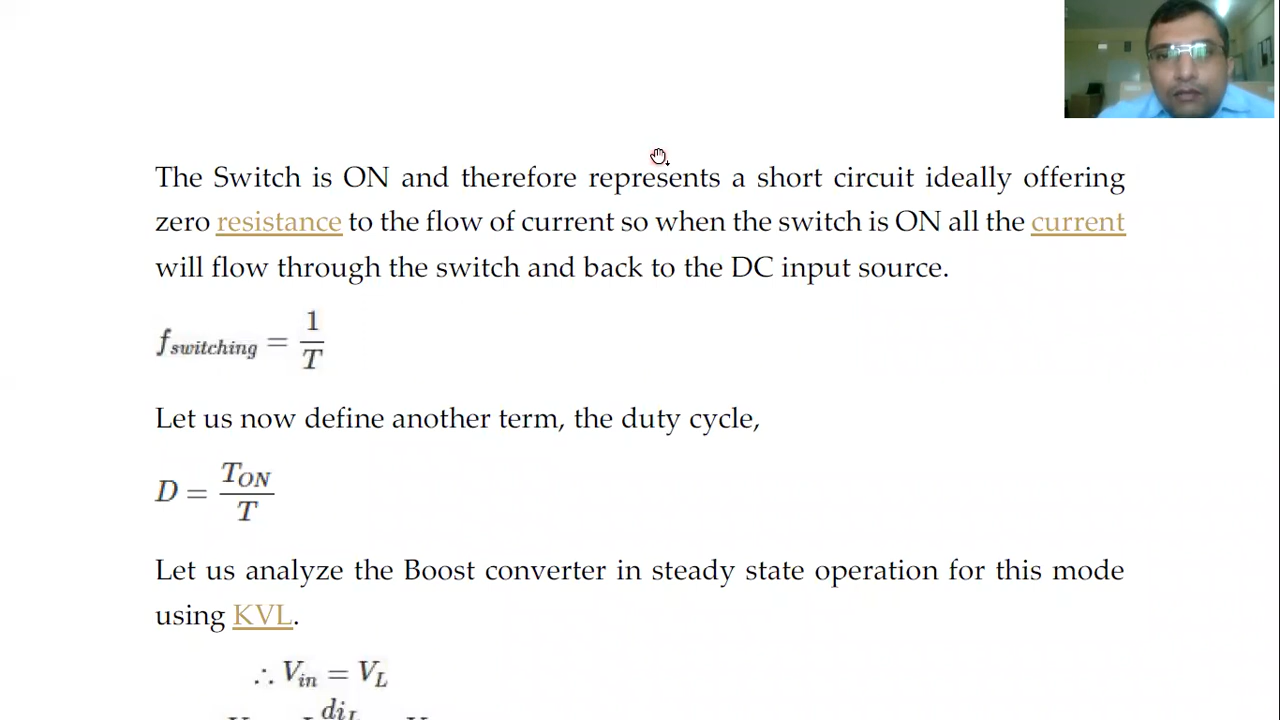 The Switch is ON and therefore represents a short circuit ideally offering
zero resistance to the flow of current so when the switch is ON all the current
will flow through the switch and back to the DC input source.
f_switching = 1/T
Let us now define another term, the duty cycle,
D = T_ON/T
Let us analyze the Boost converter in steady state operation for this mode
using KVL.
∴ V_in = V_L
di_L